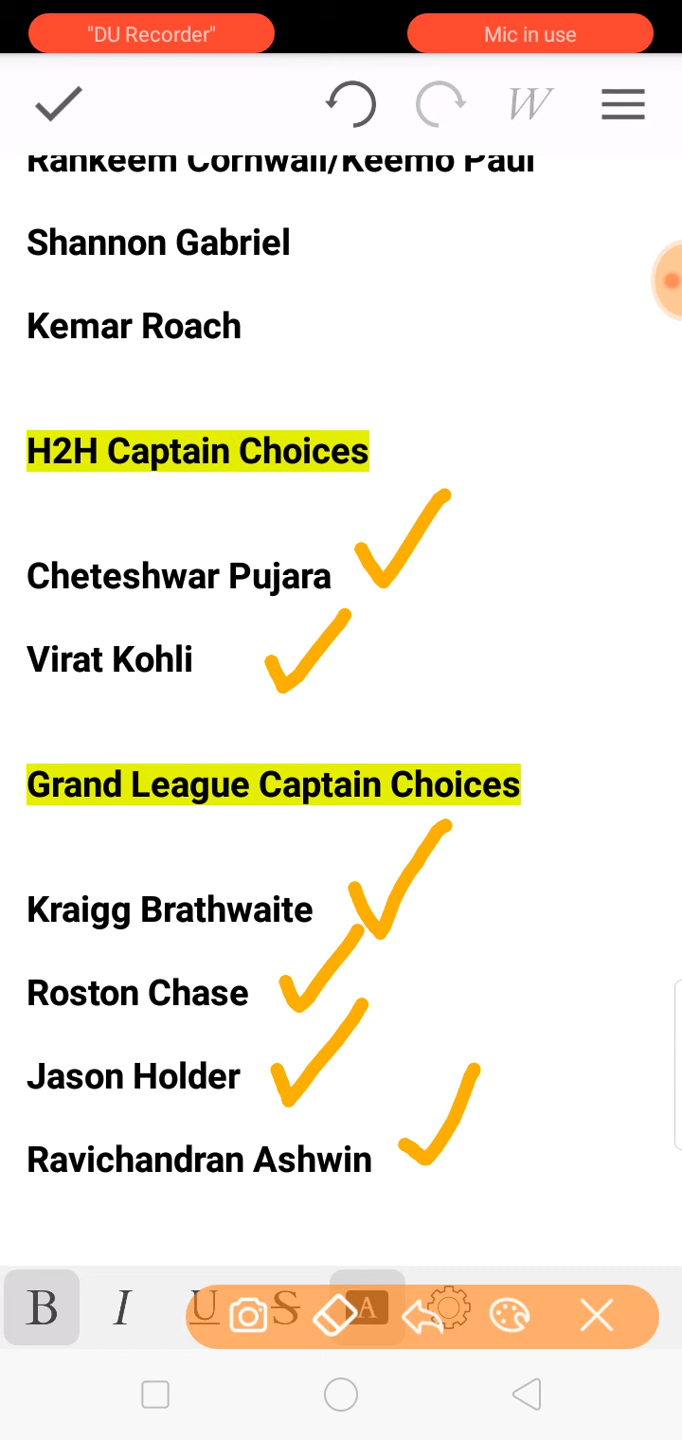 "DU Recorder" Mic in use
W
Rahkeem Cornwall/Keemo Paul
Shannon Gabriel
Kemar Roach
H2H Captain Choices
Cheteshwar Pujara
Virat Kohli
Grand League Captain Choices
Kraigg Brathwaite
Roston Chase
Jason Holder
Ravichandran Ashwin
B I U S A